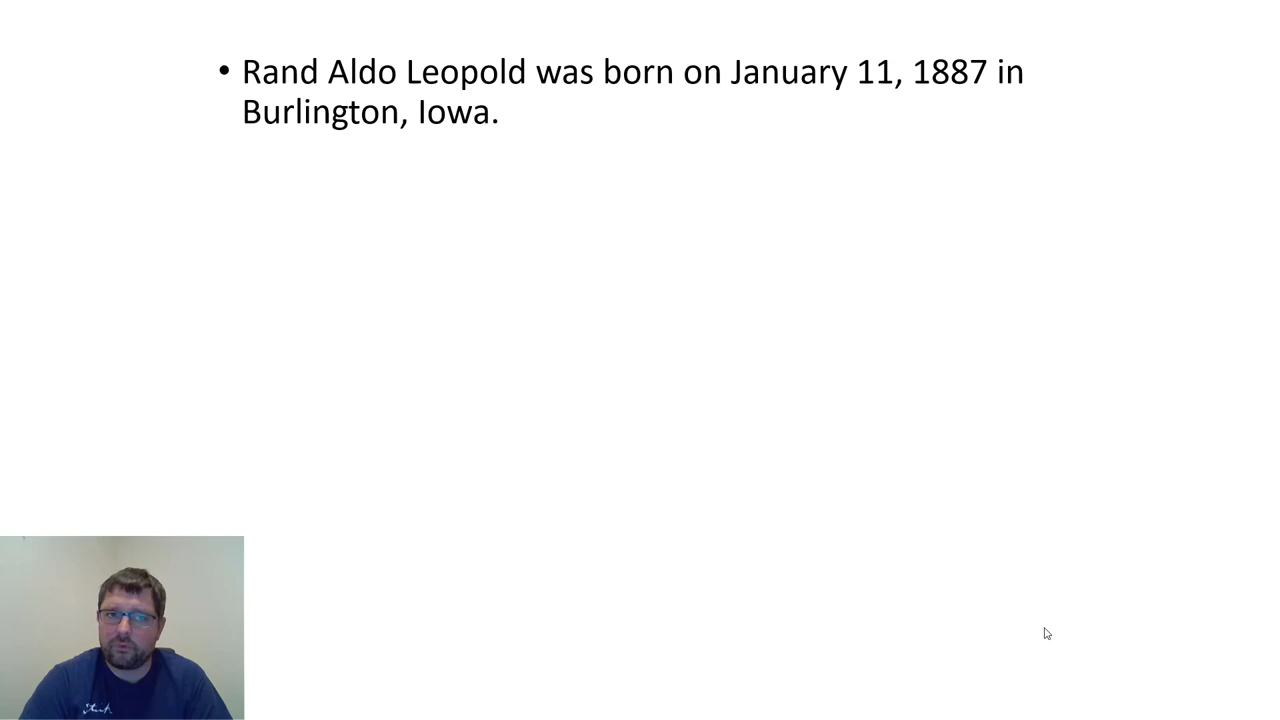 • Rand Aldo Leopold was born on January 11, 1887 in
Burlington, Iowa.